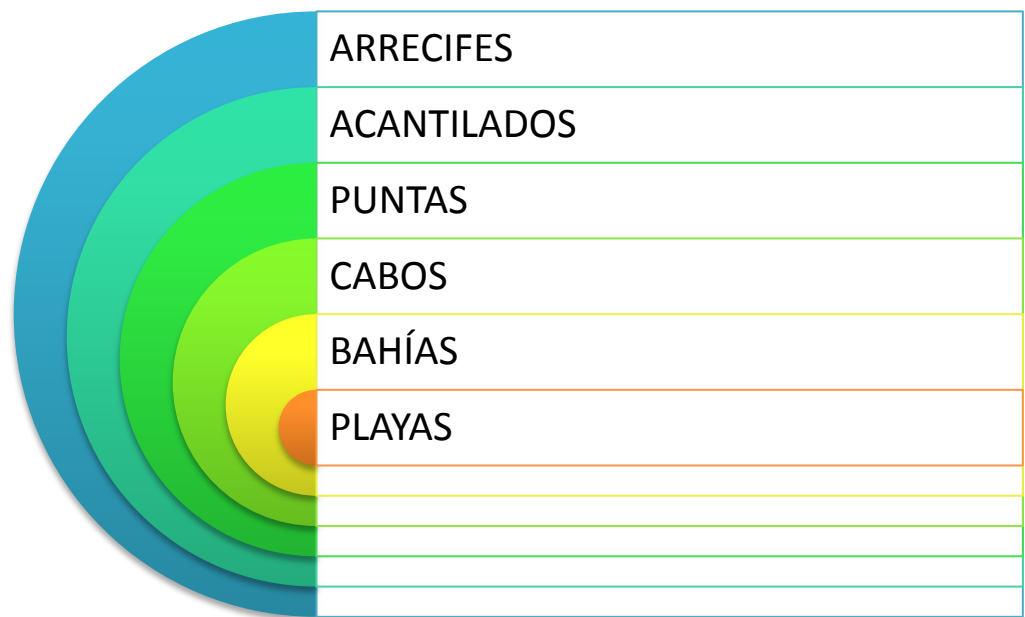 ARRECIFES
ACANTILADOS
PUNTAS
CABOS
BAHÍAS
PLAYAS